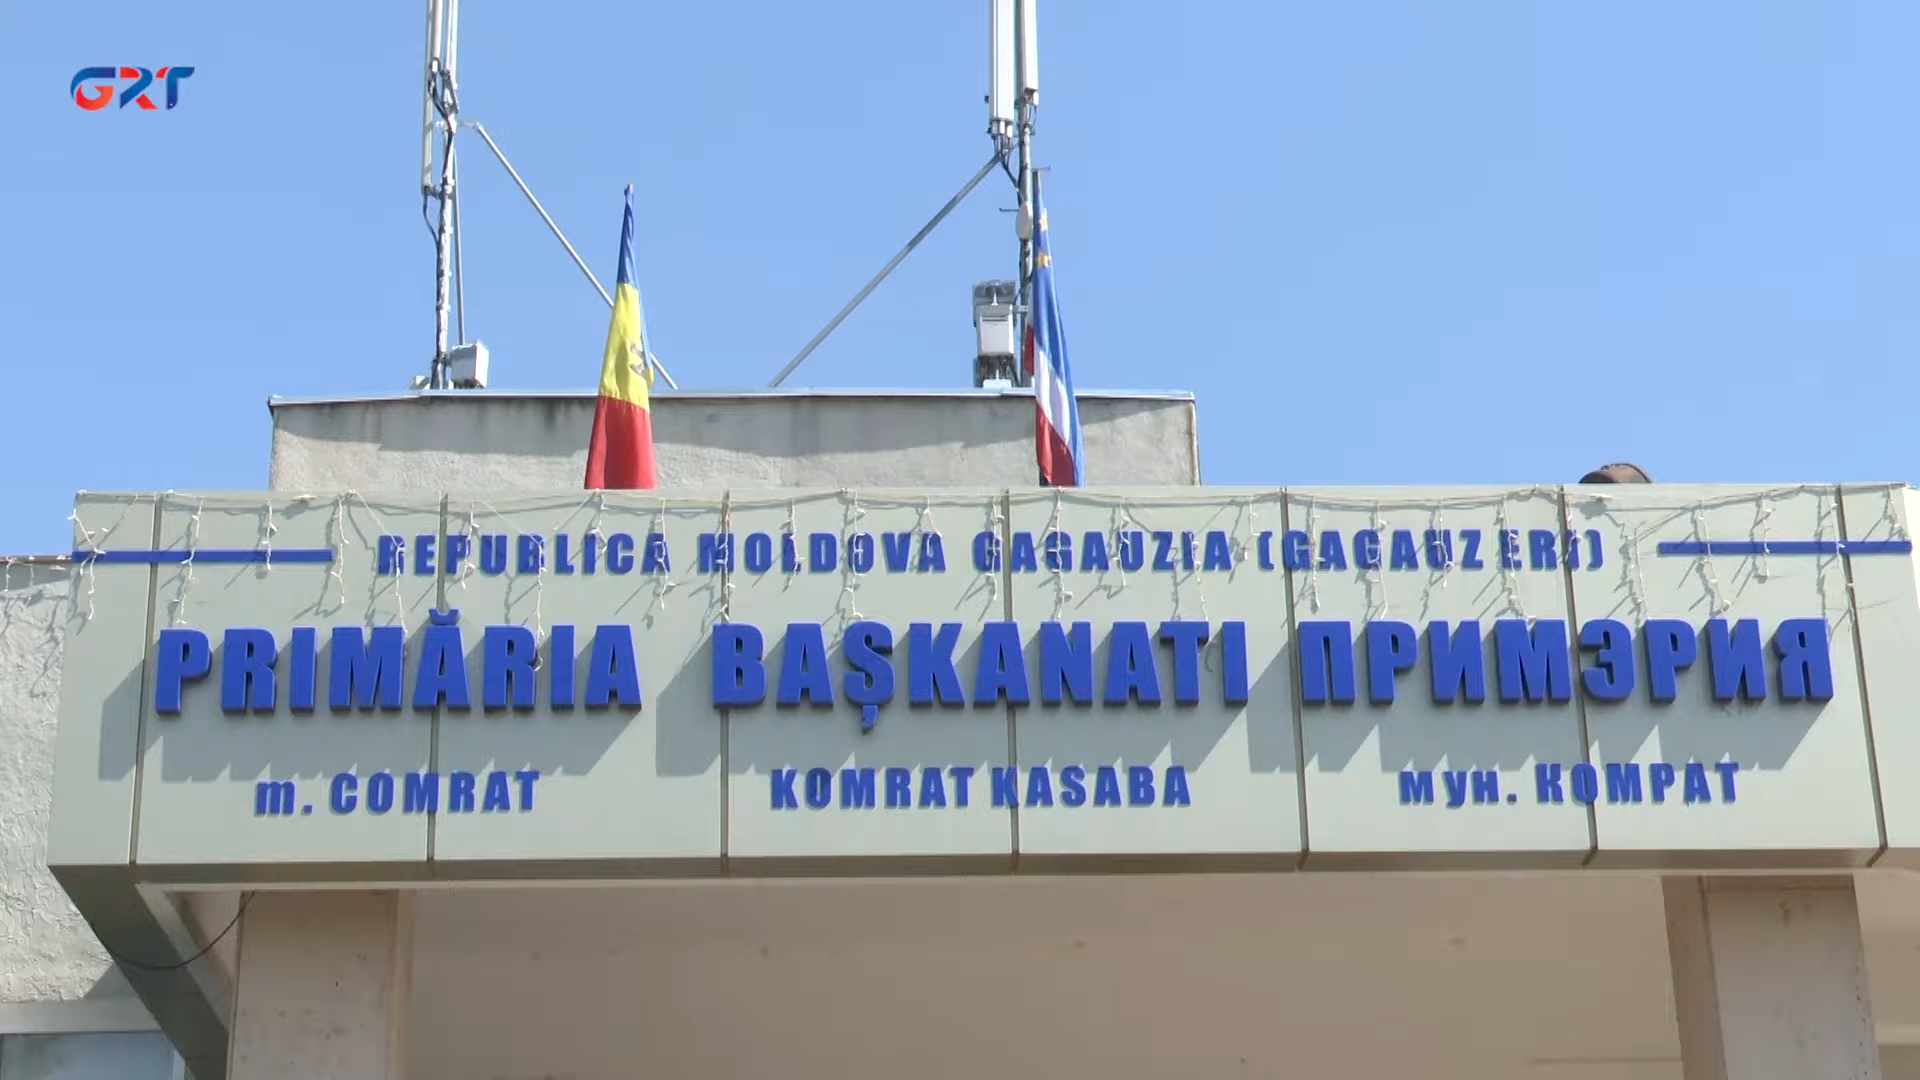 GRT
REPUBLICA MOLDOVA GAGAUZIA (GAGAUZ ERI)
PRIMĂRIA BAŞKANATI ПРИМЭРИЯ
m. COMRAT KOMRAT KASABA мун. КОМРАТ